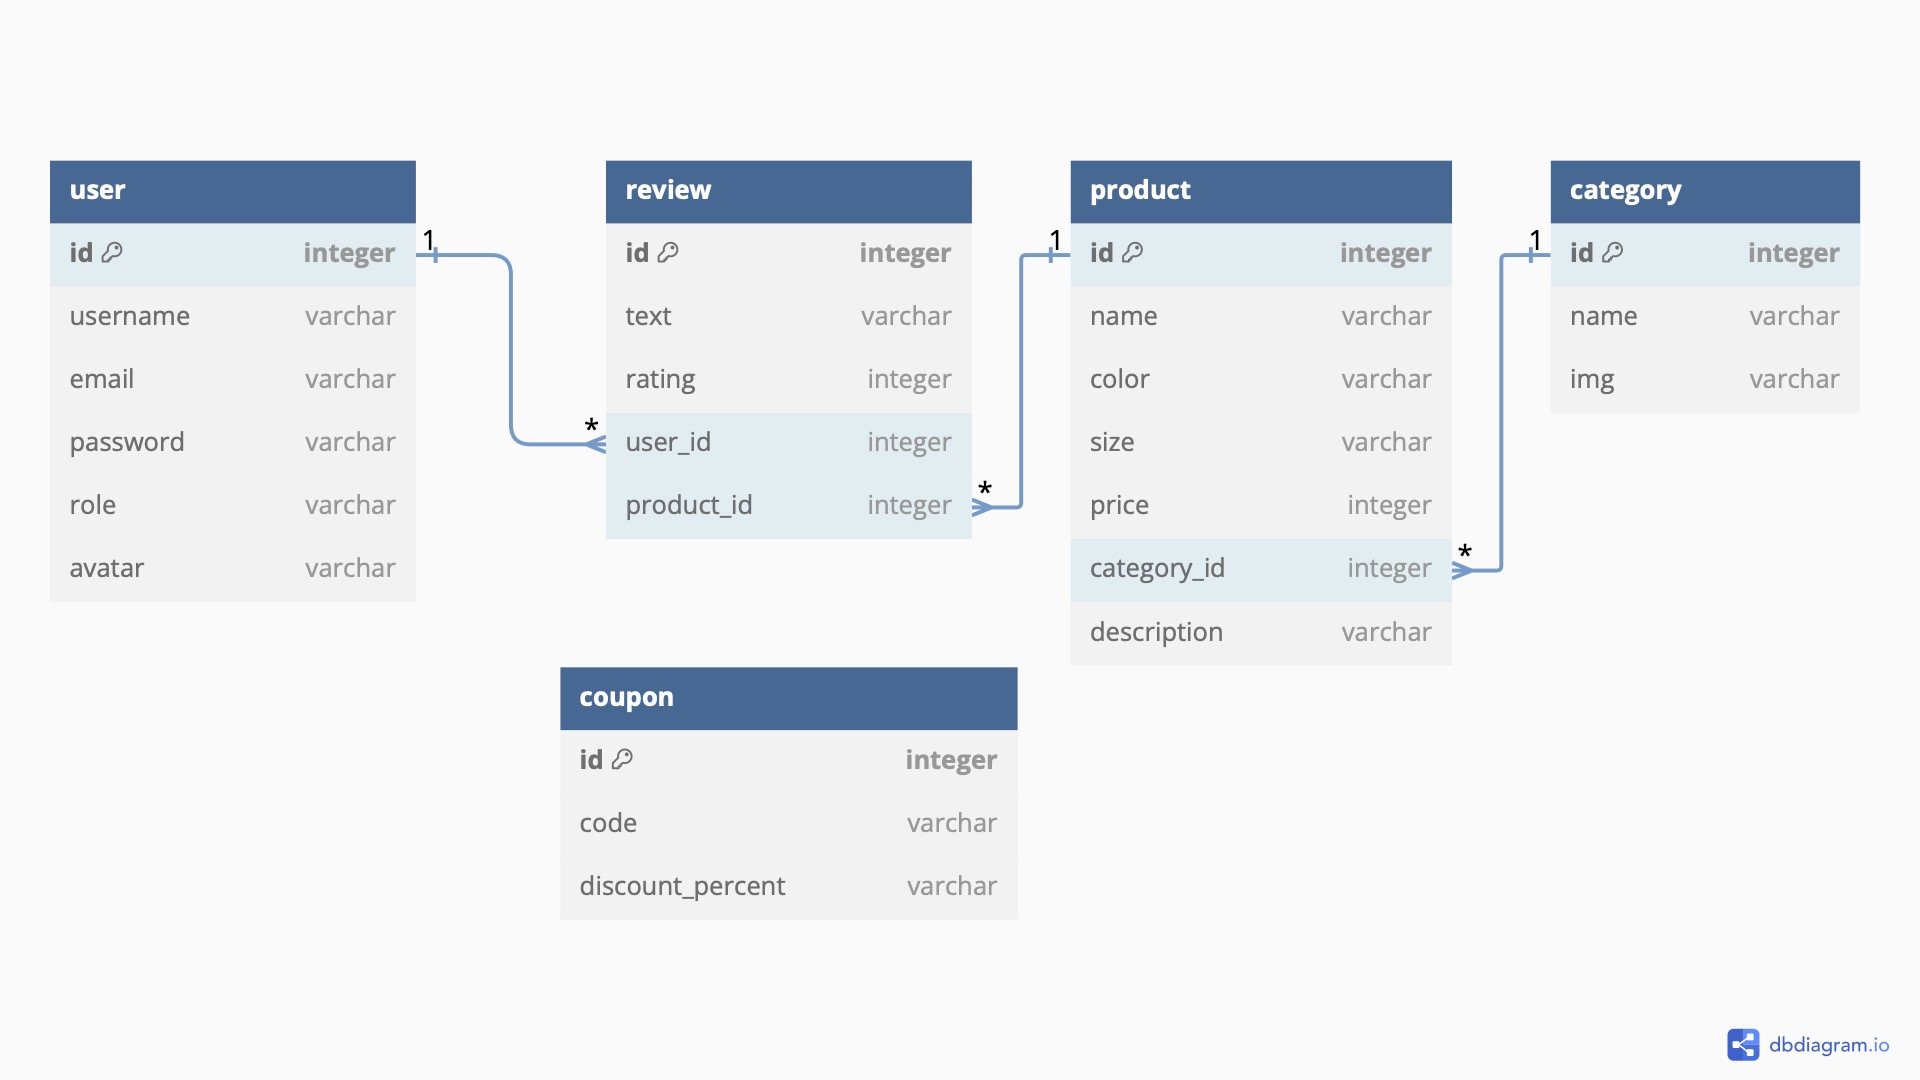 user
id integer
username varchar
email varchar
password varchar
role varchar
avatar varchar
1
*
review
id integer
text varchar
rating integer
user_id integer
product_id integer
*
1
product
id integer
name varchar
color varchar
size varchar
price integer
category_id integer
description varchar
*
1
category
id integer
name varchar
img varchar
coupon
id integer
code varchar
discount_percent varchar
dbdiagram.io